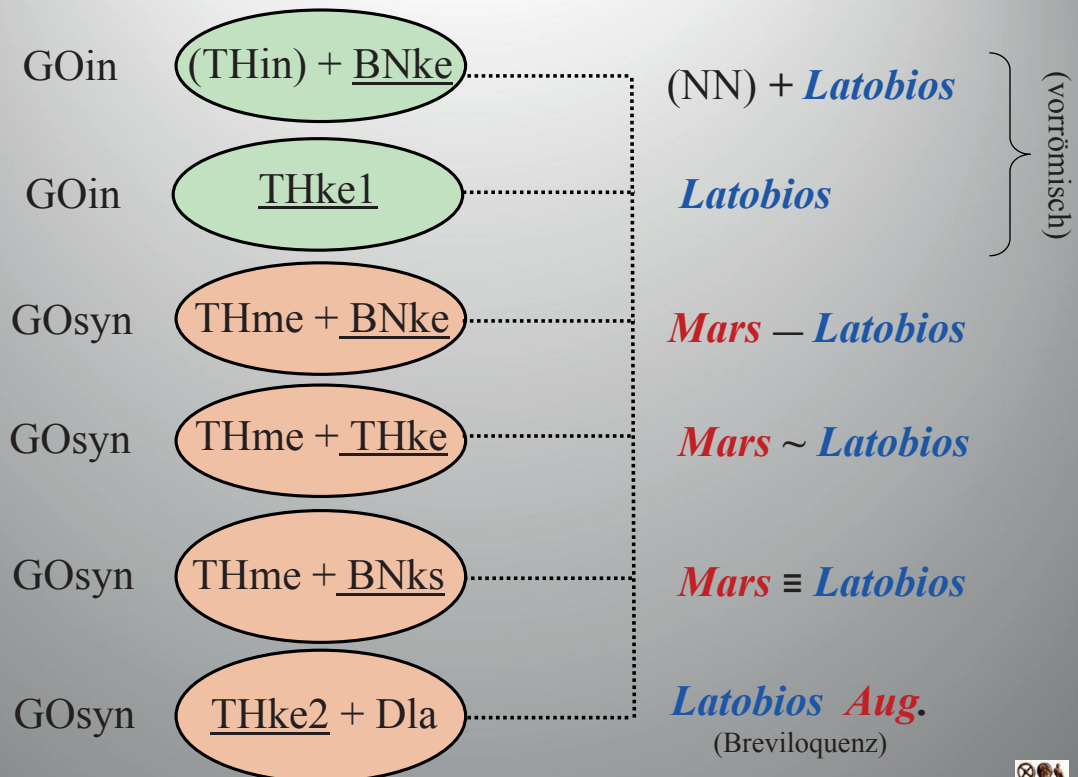 GOin (THin) + BNke (NN) + Latobios
GOin THke1 Latobios
(vorrömisch)
GOsyn THme + BNke Mars — Latobios
GOsyn THme + THke Mars ~ Latobios
GOsyn THme + BNks Mars ≡ Latobios
GOsyn THke2 + Dla Latobios Aug.
(Breviloquenz)